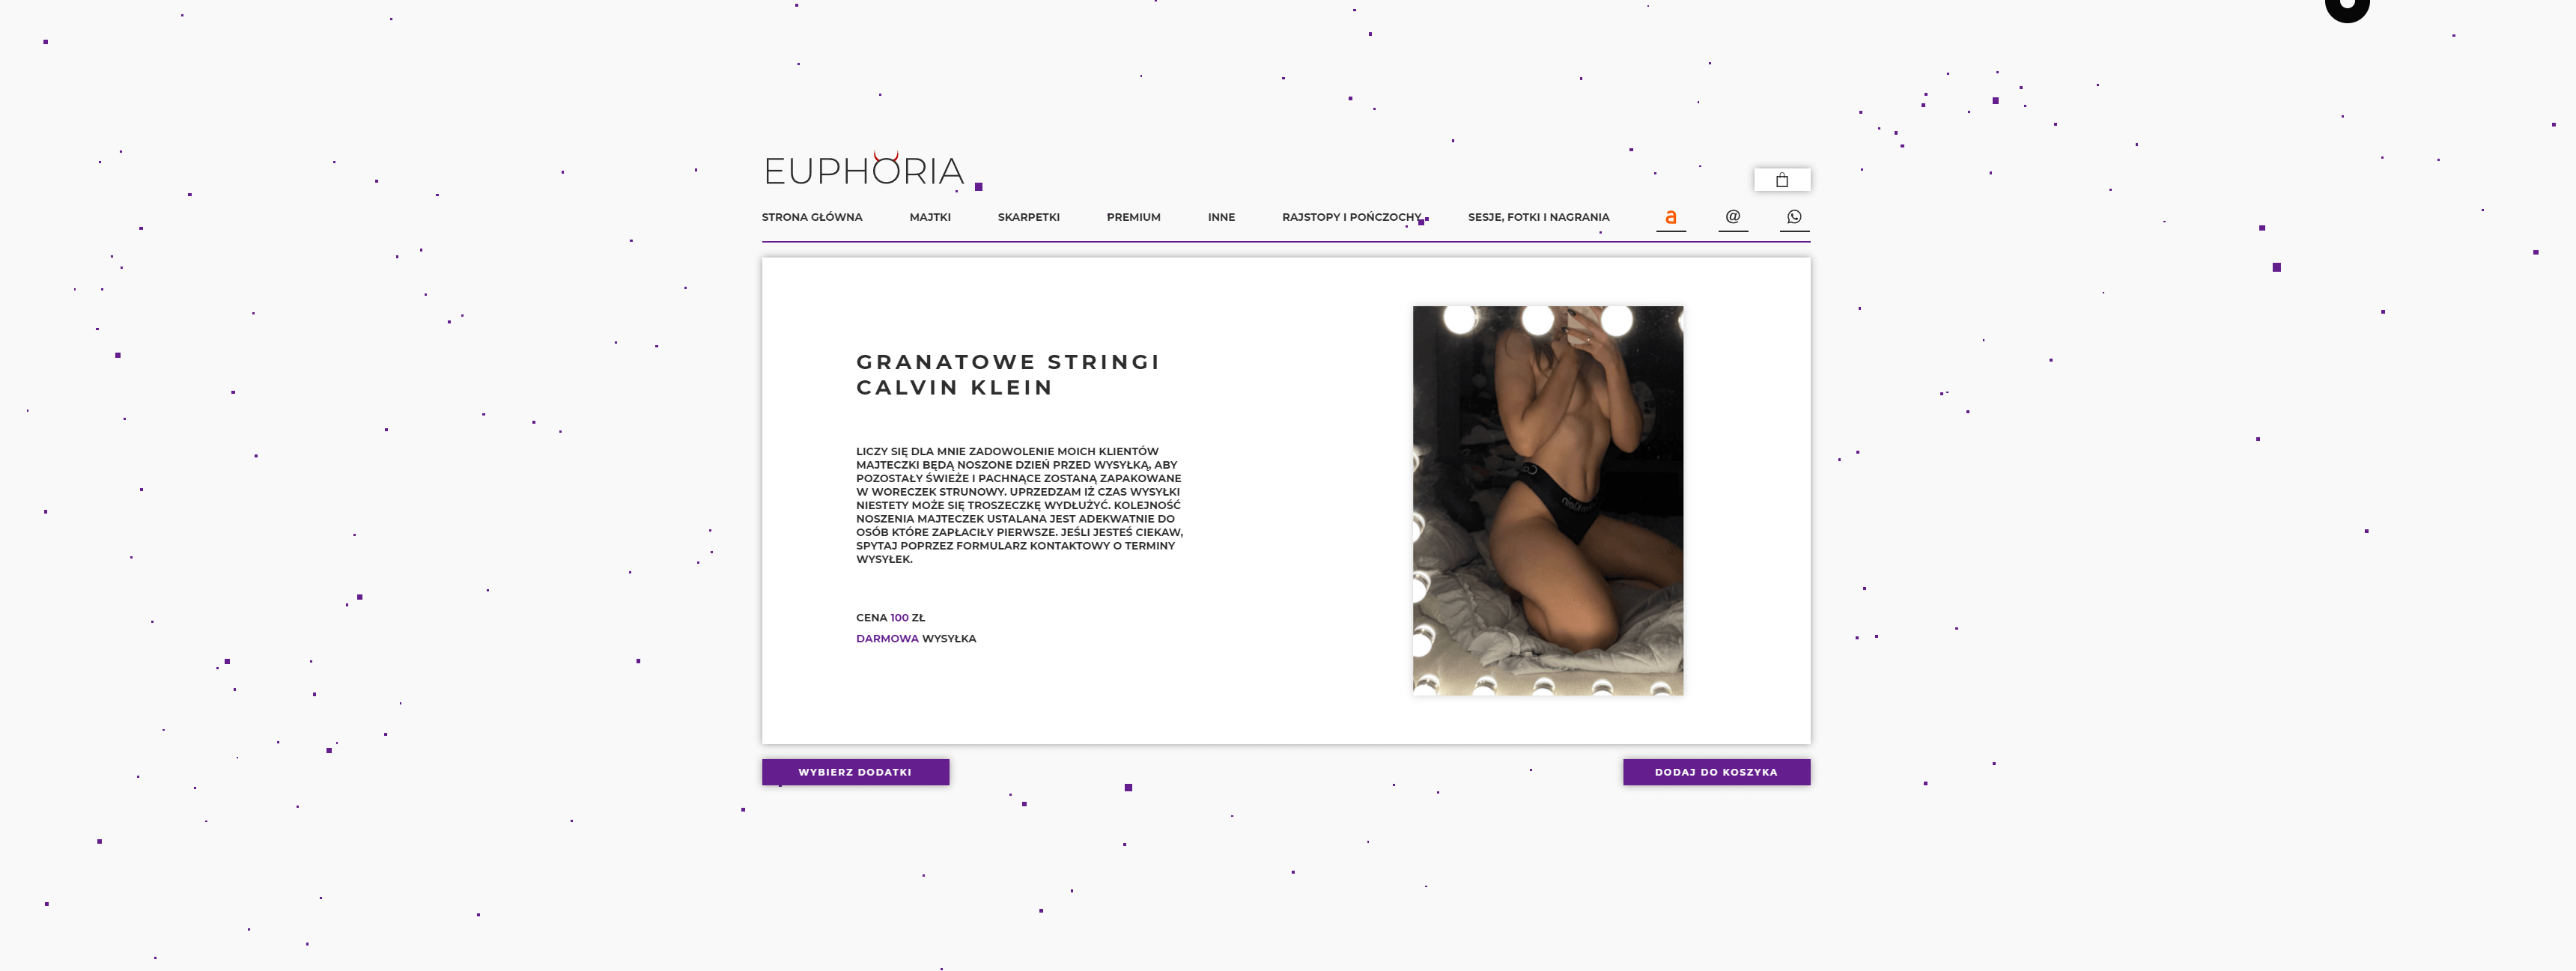 EUPHORIA
STRONA GŁÓWNA MAJTKI SKARPETKI PREMIUM INNE RAJSTOPY I POŃCZOCHY SESJE, FOTKI I NAGRANIA a @
GRANATOWE STRINGI
CALVIN KLEIN
LICZY SIĘ DLA MNIE ZADOWOLENIE MOICH KLIENTÓW
MAJTECZKI BĘDĄ NOSZONE DZIEŃ PRZED WYSYŁKĄ, ABY
POZOSTAŁY ŚWIEŻE I PACHNĄCE ZOSTANĄ ZAPAKOWANE
W WORECZEK STRUNOWY. UPRZEDZAM IŻ CZAS WYSYŁKI
NIESTETY MOŻE SIĘ TROSZECZKĘ WYDŁUŻYĆ. KOLEJNOŚĆ
NOSZENIA MAJTECZEK USTALANA JEST ADEKWATNIE DO
OSÓB KTÓRE ZAPŁACIŁY PIERWSZE. JEŚLI JESTEŚ CIEKAW,
SPYTAJ POPRZEZ FORMULARZ KONTAKTOWY O TERMINY
WYSYŁEK.
CENA 100 ZŁ
DARMOWA WYSYŁKA
WYBIERZ DODATKI
DODAJ DO KOSZYKA